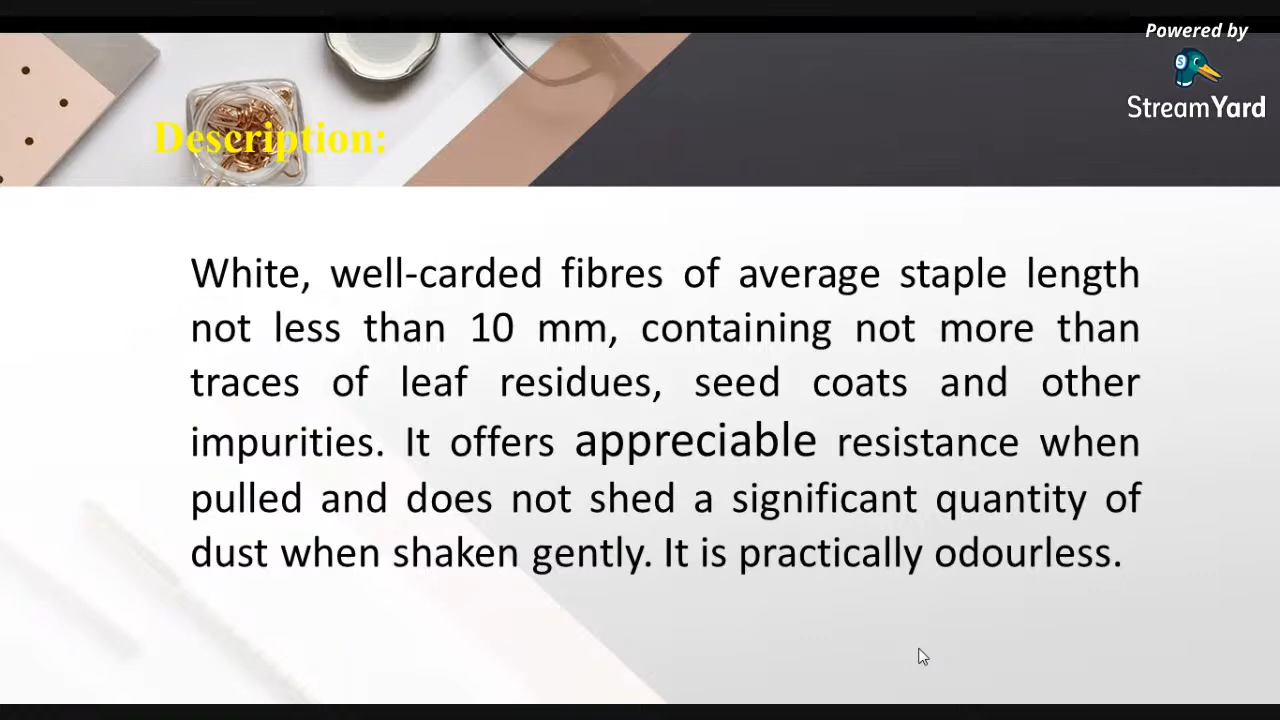 Powered by
StreamYard
Description:
White, well-carded fibres of average staple length
not less than 10 mm, containing not more than
traces of leaf residues, seed coats and other
impurities. It offers appreciable resistance when
pulled and does not shed a significant quantity of
dust when shaken gently. It is practically odourless.